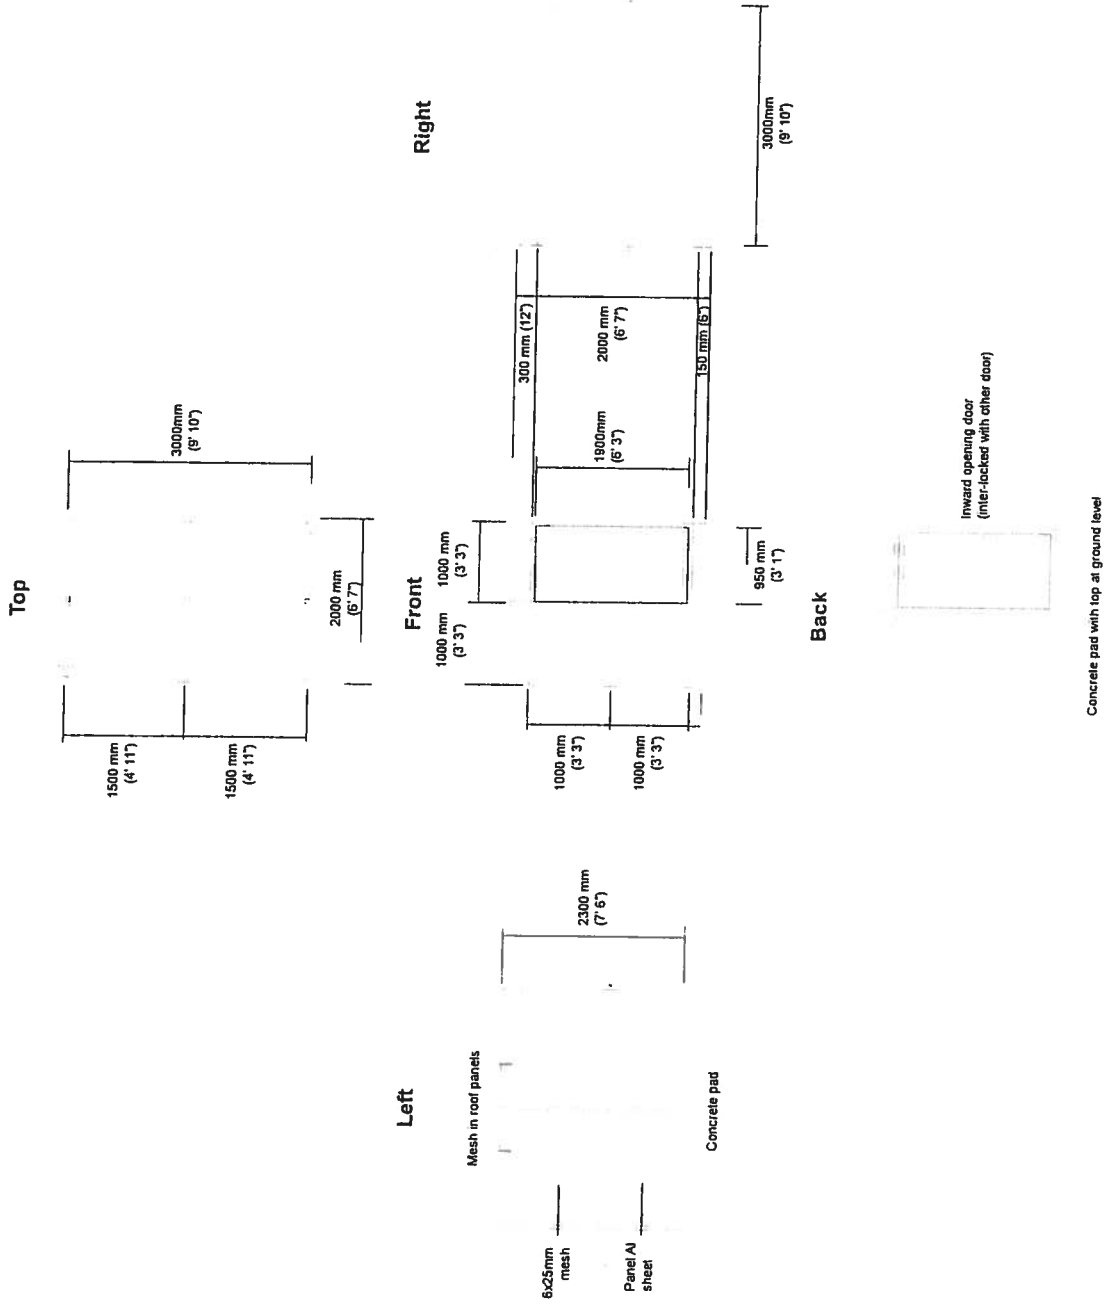 Top
3000mm
(9' 10")
1500 mm
(4' 11")
1500 mm
(4' 11")
2000 mm
(6' 7")
Left
Mesh in roof panels
6x25mm
mesh
Panel Al
sheet
Concrete pad
2300 mm
(7' 6")
Front
1000 mm
(3' 3")
1000 mm
(3' 3")
1000 mm
(3' 3")
1000 mm
(3' 3")
1900mm
(6' 3")
950 mm
(3' 1")
Right
300 mm (12")
2000 mm
(6' 7")
150 mm (6")
3000mm
(9' 10")
Back
Inward opening door
(inter-locked with other door)
Concrete pad with top at ground level